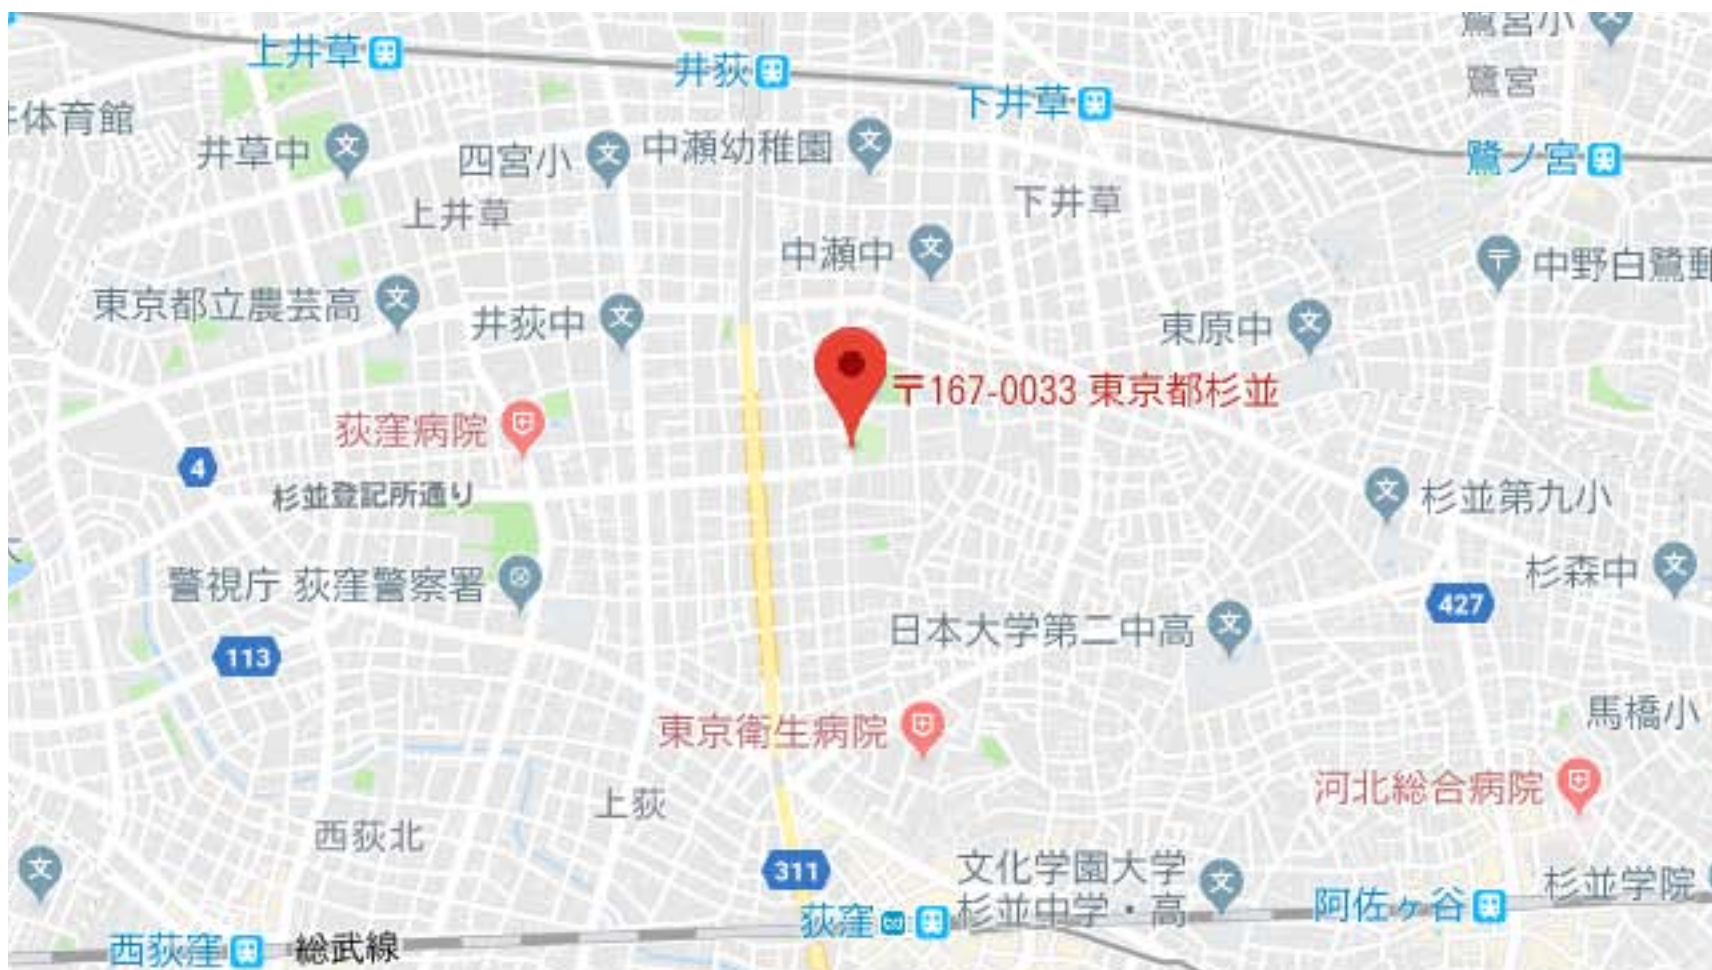 上井草
井荻
下井草
鷺宮小
鷺宮
鷺ノ宮
体育館
井草中
四宮小
中瀬幼稚園
上井草
下井草
中瀬中
中野白鷺郵
東京都立農芸高
井荻中
東原中
〒167-0033 東京都杉並
荻窪病院
4
杉並登記所通り
杉並第九小
警視庁 荻窪警察署
杉森中
427
日本大学第二中高
113
東京衛生病院
馬橋小
河北総合病院
上荻
西荻北
311
文化学園大学
杉並中学・高
杉並学院
阿佐ヶ谷
荻窪
西荻窪
総武線